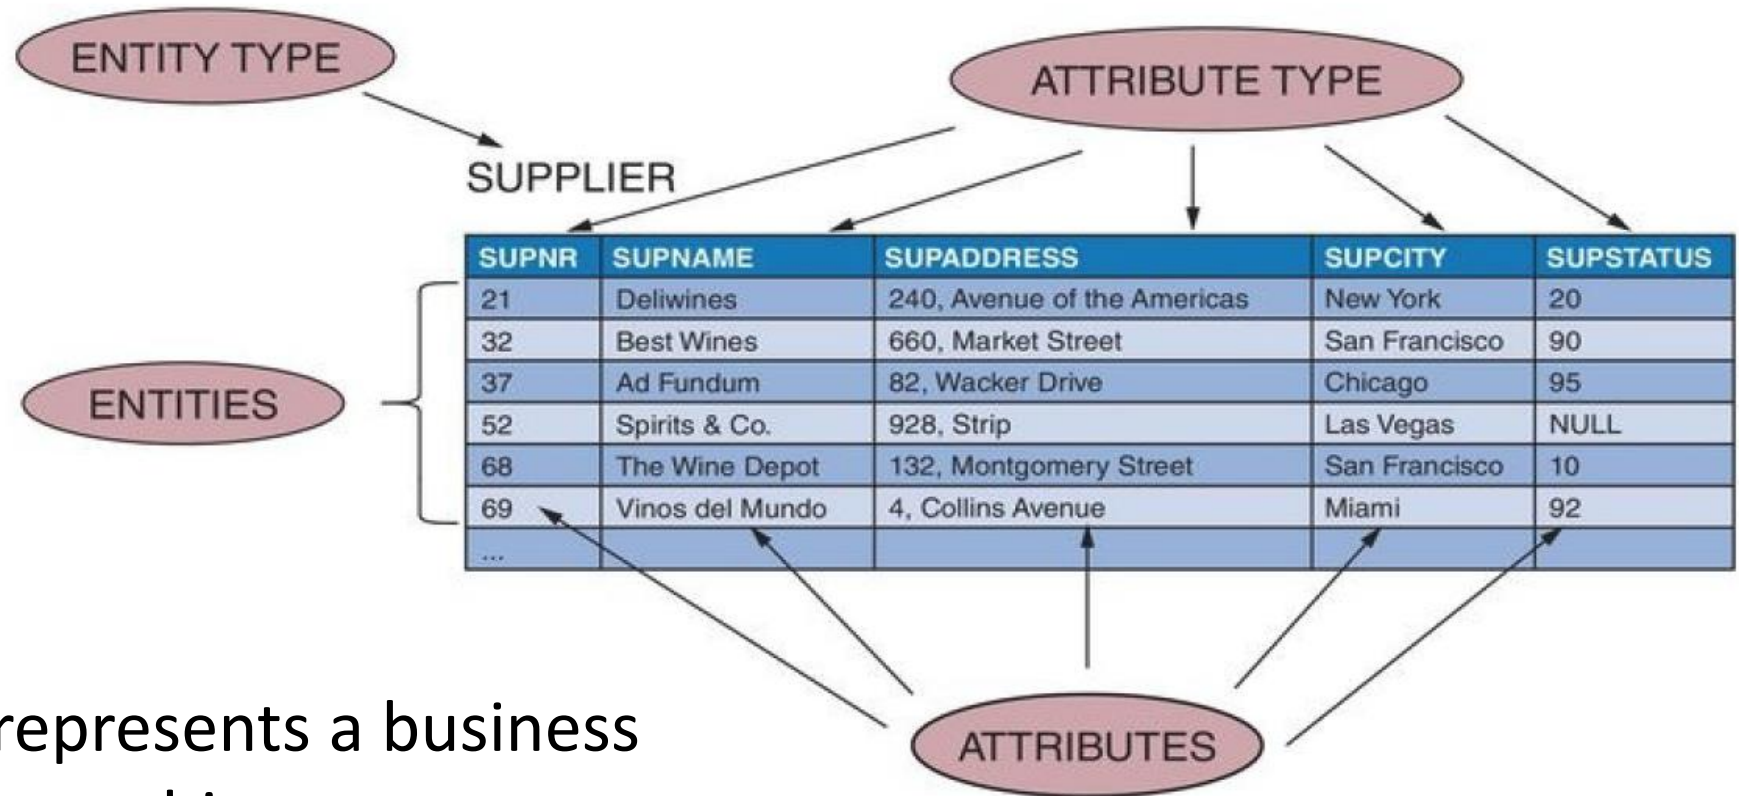 ENTITY TYPE
ATTRIBUTE TYPE
SUPPLIER
SUPNR SUPNAME SUPADDRESS SUPCITY SUPSTATUS
21 Deliwines 240, Avenue of the Americas New York 20
32 Best Wines 660, Market Street San Francisco 90
37 Ad Fundum 82, Wacker Drive Chicago 95
52 Spirits & Co. 928, Strip Las Vegas NULL
68 The Wine Depot 132, Montgomery Street San Francisco 10
69 Vinos del Mundo 4, Collins Avenue Miami 92
...
ENTITIES
ATTRIBUTES
represents a business